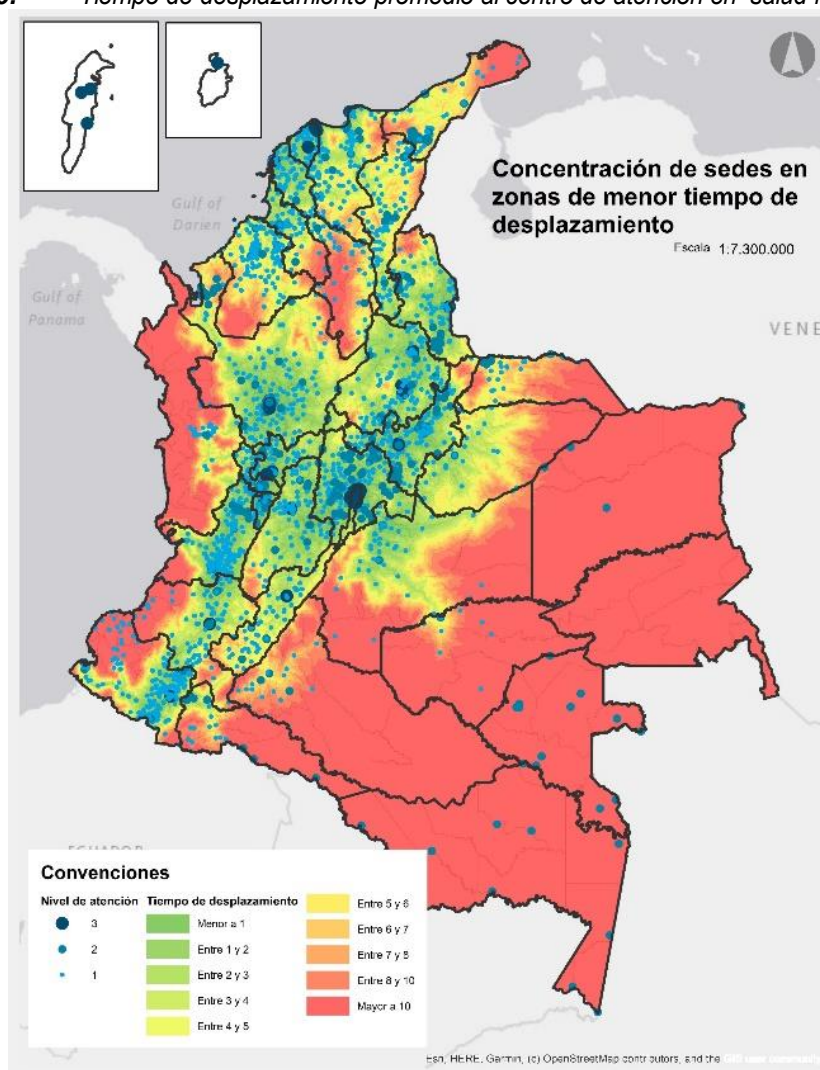 Tiempo de desplazamiento promedio al centro de atención en salud
Concentración de sedes en
zonas de menor tiempo de
desplazamiento
Escala 1:7.300.000
Gulf of
Darien
Gulf of
Panama
VENE
ECUADOR
Convenciones
Nivel de atención Tiempo de desplazamiento
3
2
1
Menor a 1
Entre 1 y 2
Entre 2 y 3
Entre 3 y 4
Entre 4 y 5
Entre 5 y 6
Entre 6 y 7
Entre 7 y 8
Entre 8 y 10
Mayor a 10
Esri, HERE, Garmin, (c) OpenStreetMap contributors, and the GIS user community